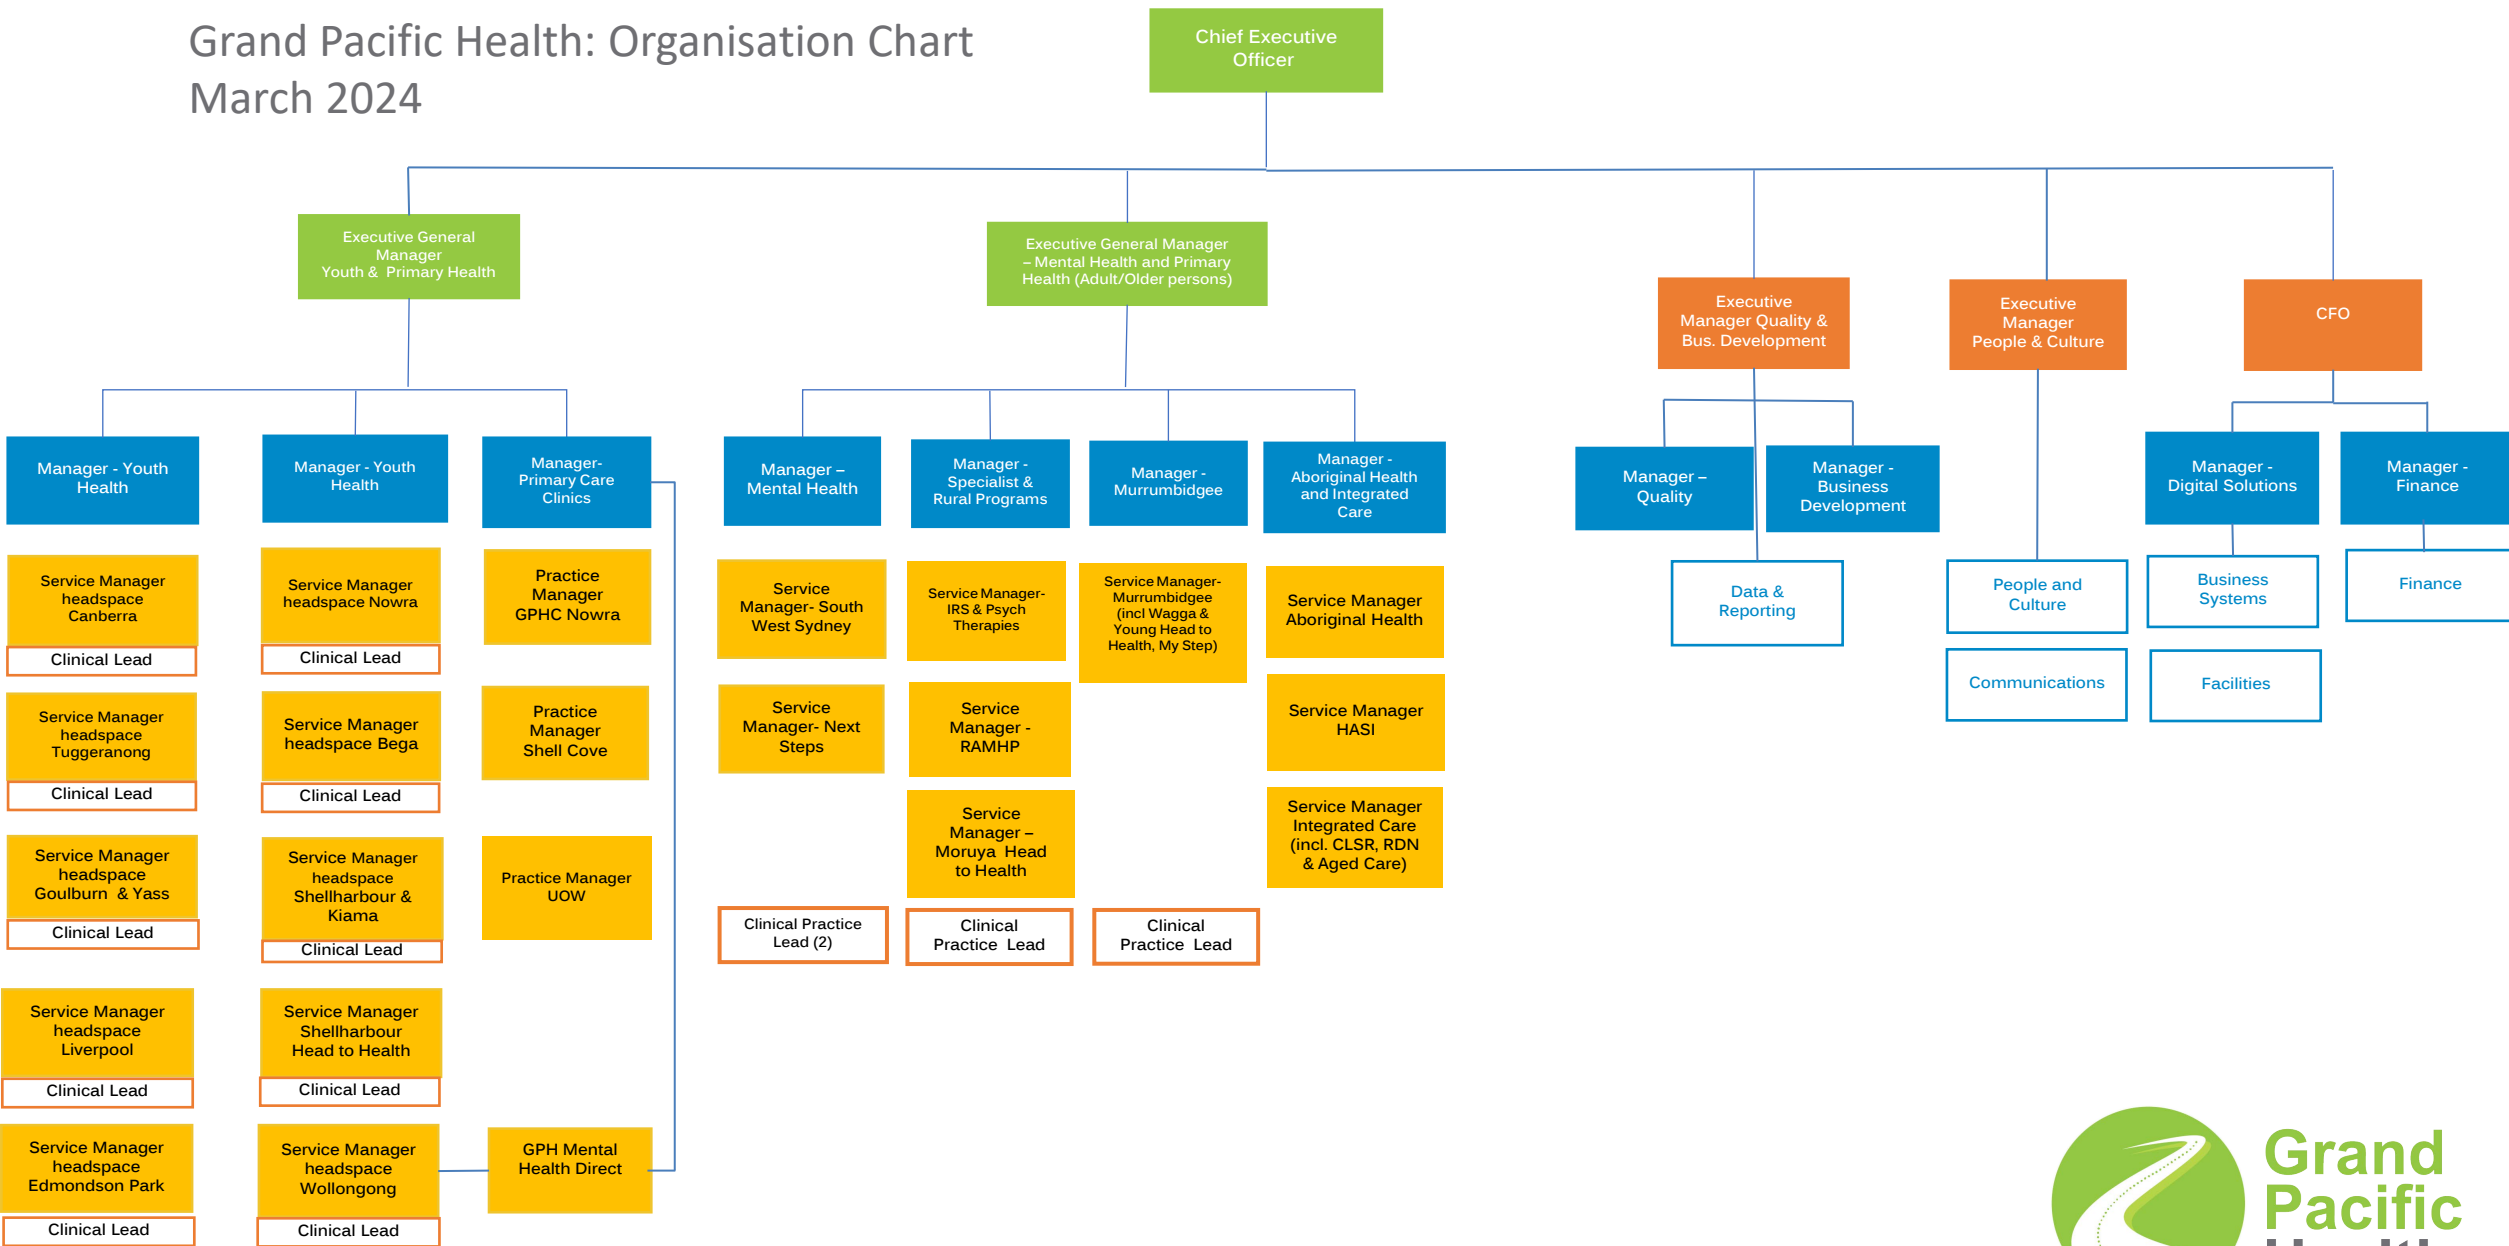 Grand Pacific Health: Organisation Chart
March 2024
Chief Executive
Officer
Executive General
Manager
Youth & Primary Health
Executive General Manager
– Mental Health and Primary
Health (Adult/Older persons)
Executive
Manager Quality &
Bus. Development
Executive
Manager
People & Culture
CFO
Manager - Youth
Health
Manager - Youth
Health
Manager-
Primary Care
Clinics
Manager –
Mental Health
Manager -
Specialist &
Rural Programs
Manager -
Murrumbidgee
Manager -
Aboriginal Health
and Integrated
Care
Manager –
Quality
Manager -
Business
Development
Manager -
Digital Solutions
Manager -
Finance
Service Manager
headspace
Canberra
Clinical Lead
Service Manager
headspace
Tuggeranong
Clinical Lead
Service Manager
headspace
Goulburn & Yass
Clinical Lead
Service Manager
headspace
Liverpool
Clinical Lead
Service Manager
headspace
Edmondson Park
Clinical Lead
Service Manager
headspace Nowra
Clinical Lead
Service Manager
headspace Bega
Clinical Lead
Service Manager
headspace
Shellharbour &
Kiama
Clinical Lead
Service Manager
Shellharbour
Head to Health
Clinical Lead
Service Manager
headspace
Wollongong
Clinical Lead
Practice
Manager
GPHC Nowra
Practice
Manager
Shell Cove
Practice Manager
UOW
GPH Mental
Health Direct
Service
Manager- South
West Sydney
Service
Manager- Next
Steps
Clinical Practice
Lead (2)
Service Manager-
IRS & Psych
Therapies
Service
Manager -
RAMHP
Service
Manager –
Moruya Head
to Health
Clinical
Practice Lead
Service Manager-
Murrumbidgee
(incl Wagga &
Young Head to
Health, My Step)
Clinical
Practice Lead
Service Manager
Aboriginal Health
Service Manager
HASI
Service Manager
Integrated Care
(incl. CLSR, RDN
& Aged Care)
Data &
Reporting
People and
Culture
Communications
Business
Systems
Facilities
Finance
Grand
Pacific
Health